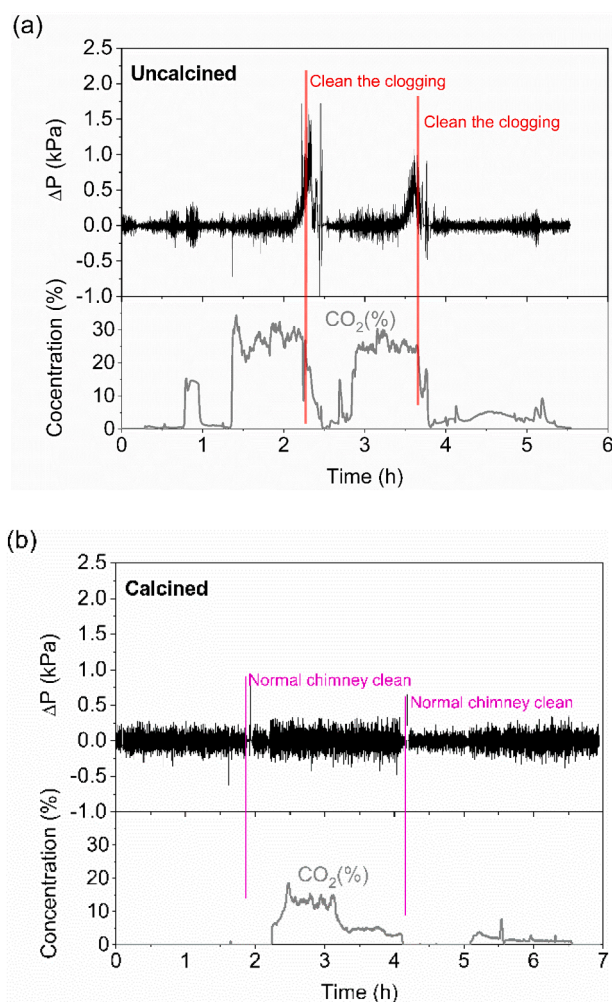 (a)
2.5
Uncalcined
2.0
Clean the clogging
1.5
Clean the clogging
1.0
0.5
0.0
-0.5
-1.0
ΔP (kPa)
30
CO₂(%)
20
10
0
Cocentration (%)
0 1 2 3 4 5 6
Time (h)
(b)
2.5
Calcined
2.0
1.5
1.0
Normal chimney clean
Normal chimney clean
0.5
0.0
-0.5
-1.0
ΔP (kPa)
30
CO₂(%)
20
10
0
Concentration (%)
0 1 2 3 4 5 6 7
Time (h)